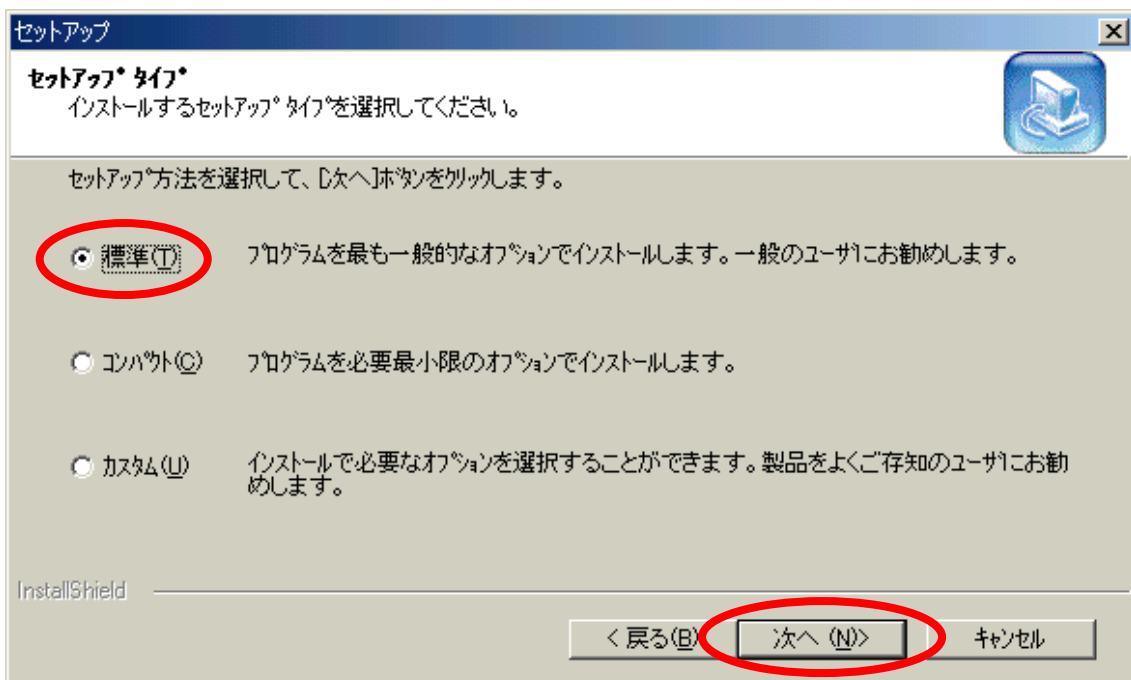 セットアップ
セットアップ タイプ
インストールするセットアップ タイプを選択してください。
セットアップ方法を選択して、[次へ]ボタンをクリックします。
標準(T) プログラムを最も一般的なオプションでインストールします。一般のユーザにお勧めします。
コンパクト(C) プログラムを必要最小限のオプションでインストールします。
カスタム(U) インストールで必要なオプションを選択することができます。製品をよくご存知のユーザにお勧
めします。
InstallShield
< 戻る(B) 次へ (N)> キャンセル